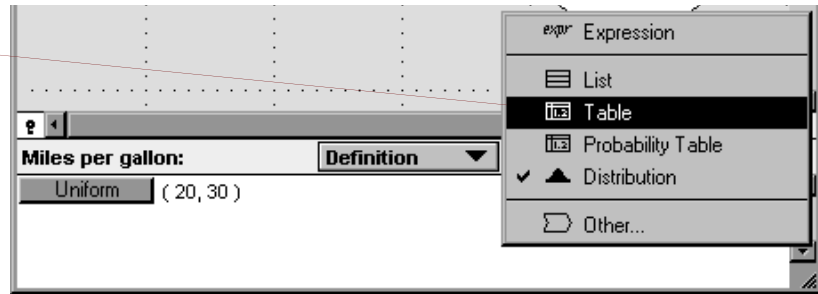 expr Expression
List
Table
Probability Table
Distribution
Other...
?
Miles per gallon: Definition
Uniform ( 20, 30 )